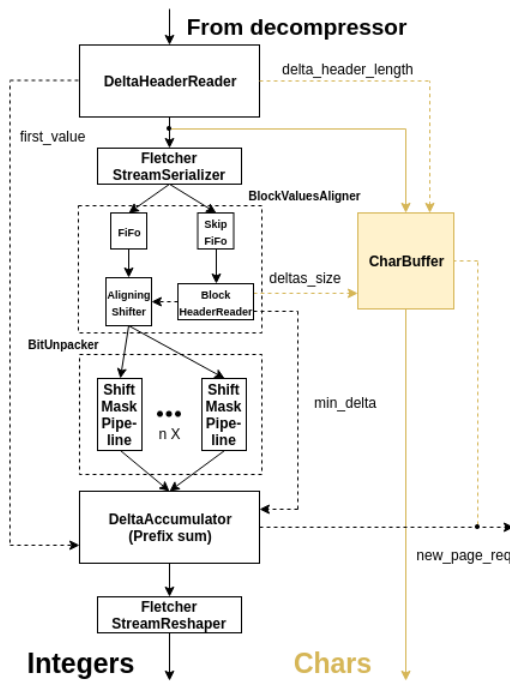 From decompressor
DeltaHeaderReader
delta_header_length
first_value
Fletcher
StreamSerializer
BlockValuesAligner
FiFo
Skip
FiFo
CharBuffer
deltas_size
Aligning
Shifter
Block
HeaderReader
BitUnpacker
Shift
Mask
Pipe-
line
n X
Shift
Mask
Pipe-
line
min_delta
DeltaAccumulator
(Prefix sum)
new_page_req
Fletcher
StreamReshaper
Integers
Chars